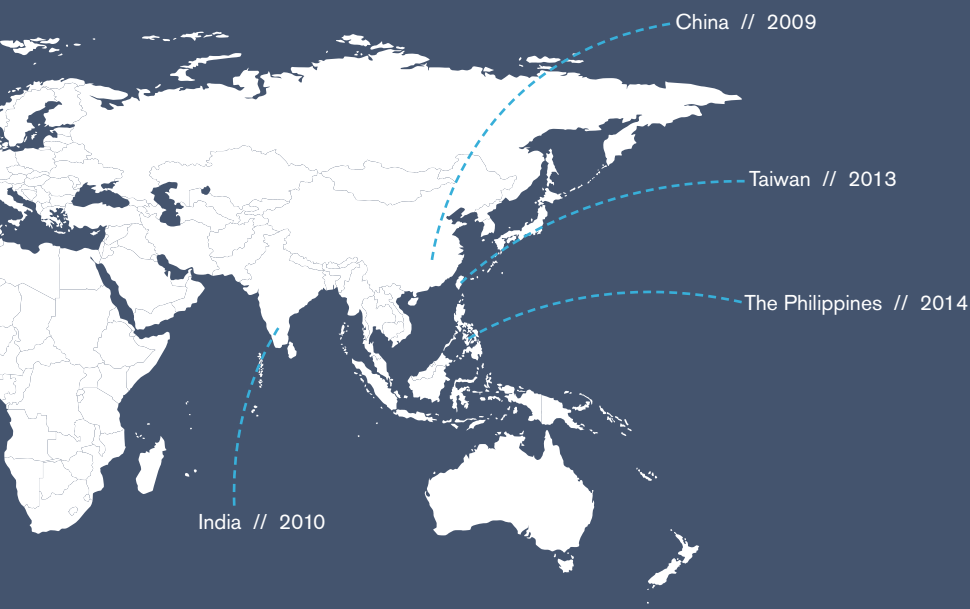 China // 2009
Taiwan // 2013
The Philippines // 2014
India // 2010